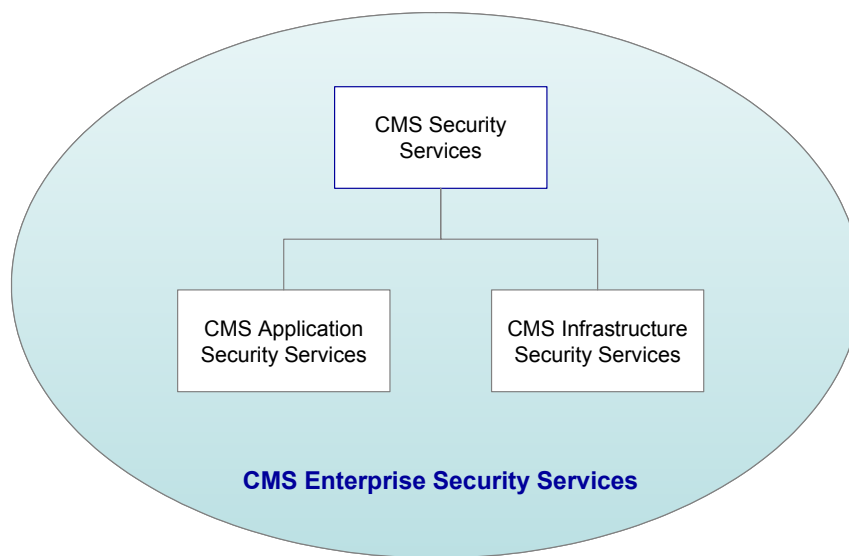 CMS Security
Services
CMS Application
Security Services
CMS Infrastructure
Security Services
CMS Enterprise Security Services